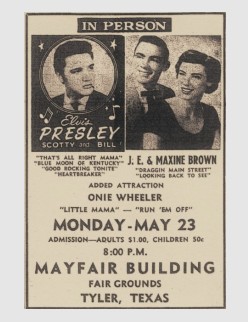 IN PERSON
Elvis
PRESLEY
SCOTTY and BILL
"THAT'S ALL RIGHT MAMA"
"BLUE MOON OF KENTUCKY"
"GOOD ROCKING TONITE"
"HEARTBREAKER"
J. E. & MAXINE BROWN
"DRAGGIN MAIN STREET"
"LOOKING BACK TO SEE"
ADDED ATTRACTION
ONIE WHEELER
"LITTLE MAMA" — "RUN 'EM OFF"
MONDAY-MAY 23
ADMISSION—ADULTS $1.00, CHILDREN 50c
8:00 P.M.
MAYFAIR BUILDING
FAIR GROUNDS
TYLER, TEXAS